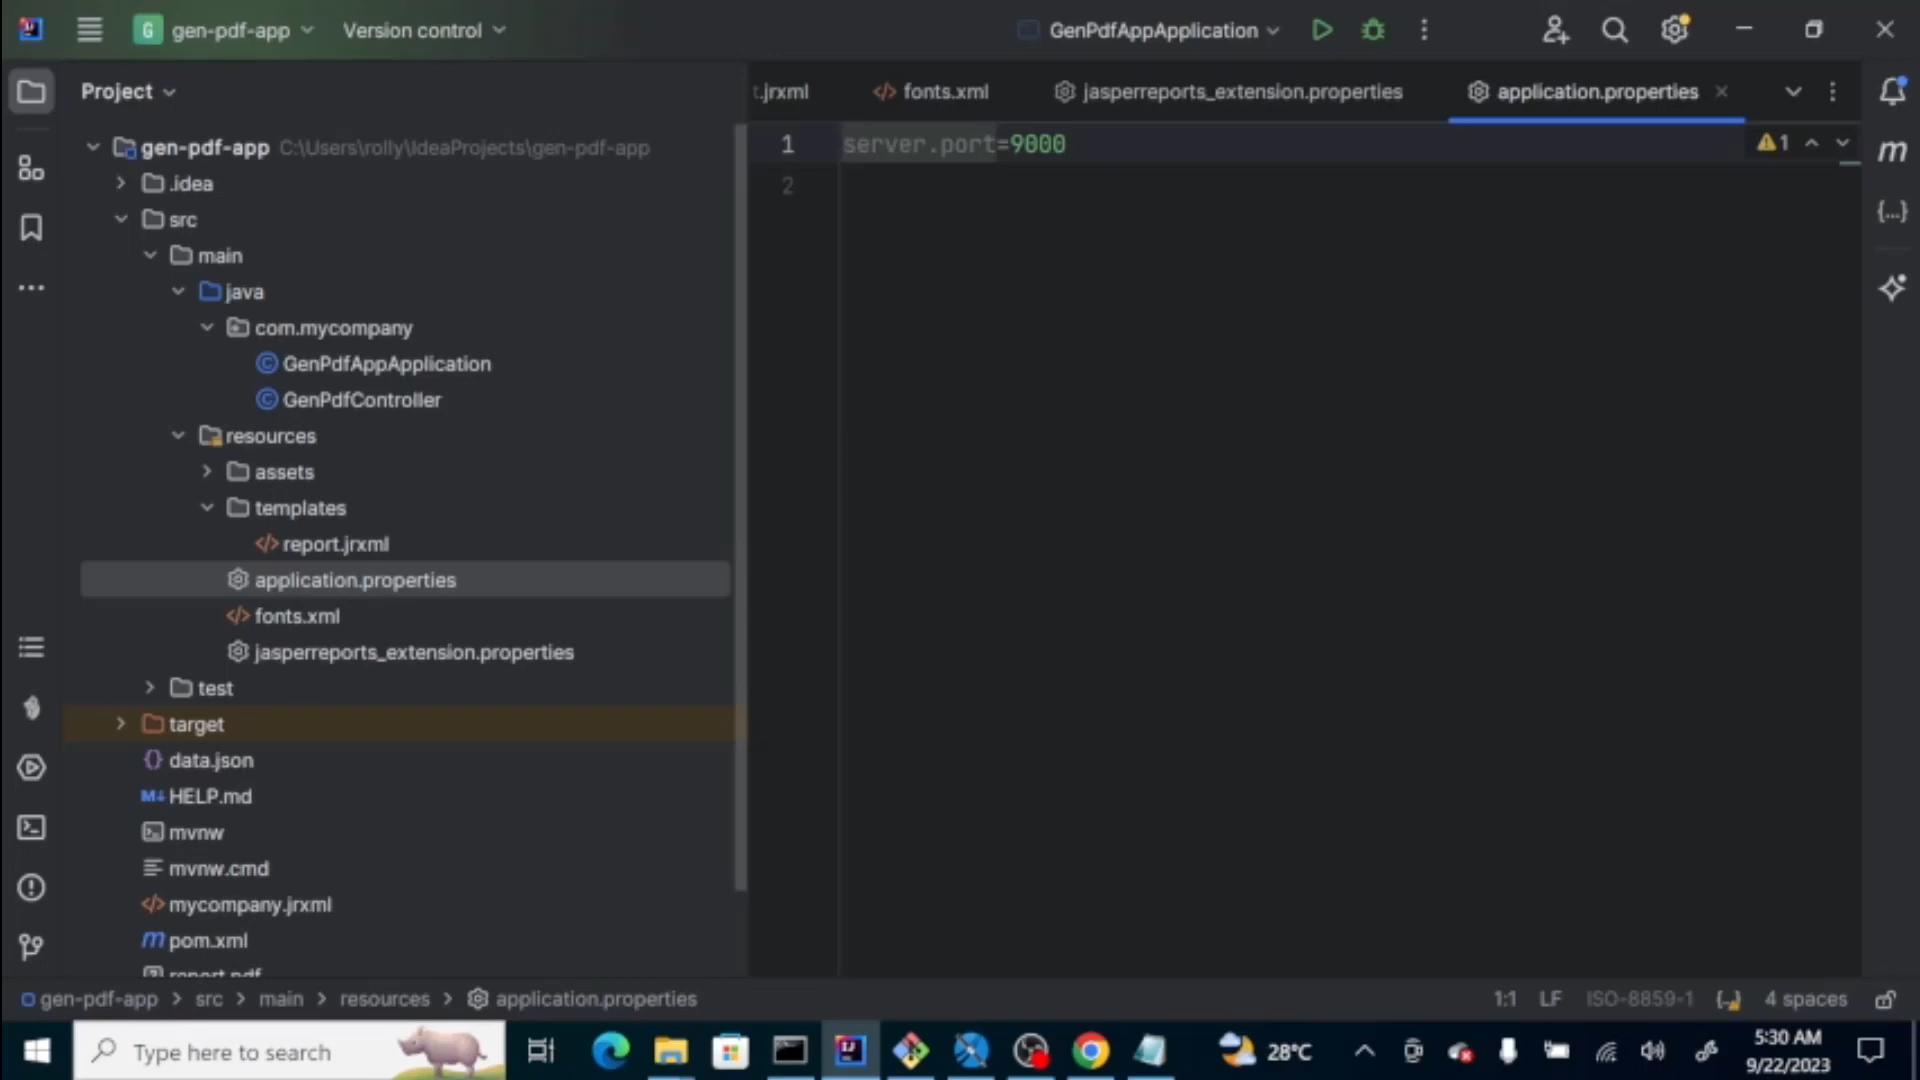 G gen-pdf-app Version control GenPdfAppApplication
Project
.jrxml fonts.xml jasperreports_extension.properties application.properties
gen-pdf-app C:\Users\rolly\IdeaProjects\gen-pdf-app
1 server.port=9000 1
2
.idea
src
main
java
com.mycompany
GenPdfAppApplication
GenPdfController
resources
assets
templates
report.jrxml
application.properties
fonts.xml
jasperreports_extension.properties
test
target
data.json
HELP.md
mvnw
mvnw.cmd
mycompany.jrxml
pom.xml
report.pdf
gen-pdf-app > src > main > resources > application.properties 1:1 LF ISO-8859-1 4 spaces
Type here to search 28°C 5:30 AM
9/22/2023